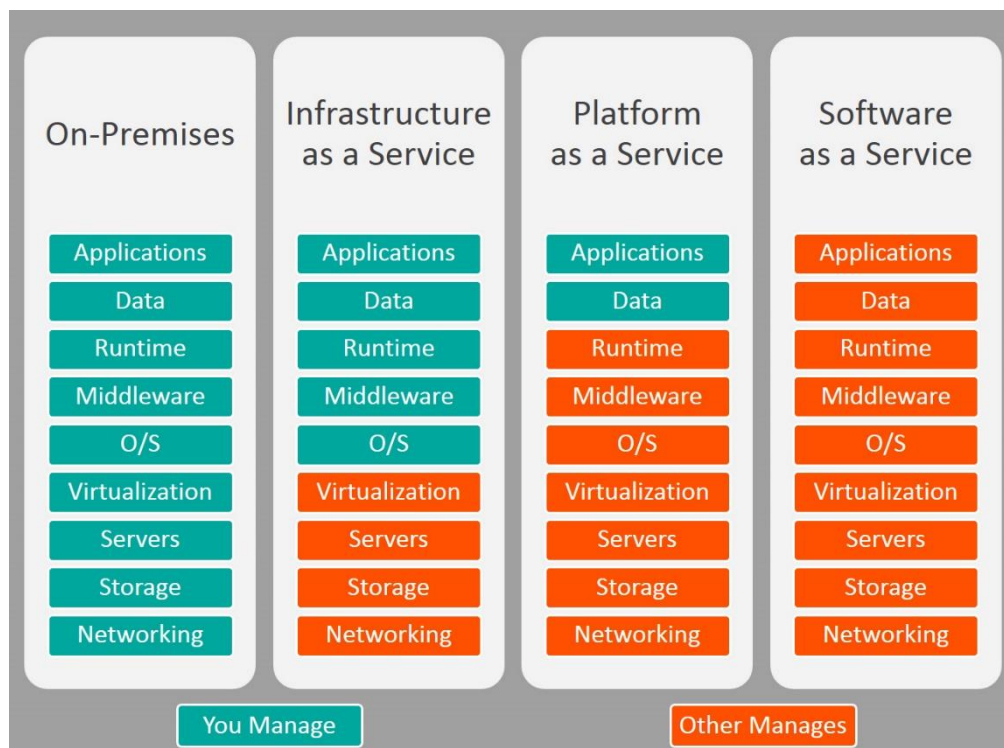 On-Premises
Applications
Data
Runtime
Middleware
O/S
Virtualization
Servers
Storage
Networking
Infrastructure
as a Service
Applications
Data
Runtime
Middleware
O/S
Virtualization
Servers
Storage
Networking
Platform
as a Service
Applications
Data
Runtime
Middleware
O/S
Virtualization
Servers
Storage
Networking
Software
as a Service
Applications
Data
Runtime
Middleware
O/S
Virtualization
Servers
Storage
Networking
You Manage
Other Manages